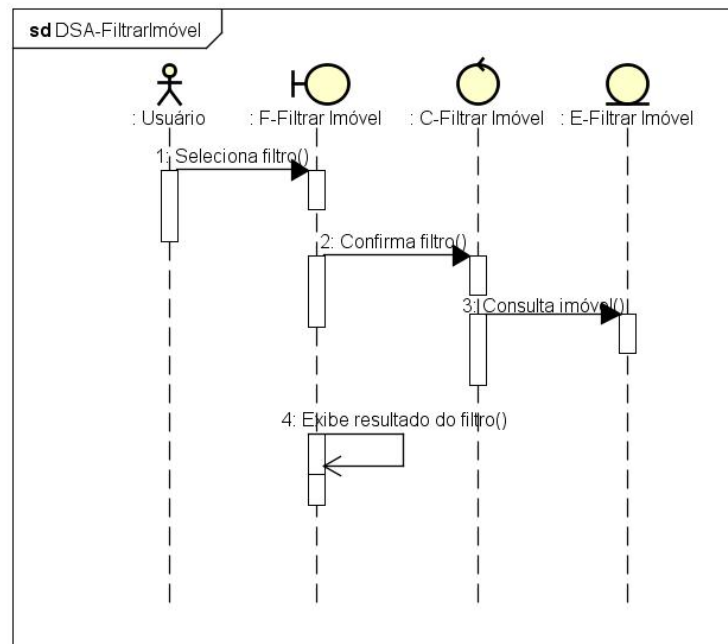 sd DSA-FiltrarImóvel
: Usuário : F-Filtrar Imóvel : C-Filtrar Imóvel : E-Filtrar Imóvel
1: Seleciona filtro()
2: Confirma filtro()
3: Consulta imóvel()
4: Exibe resultado do filtro()